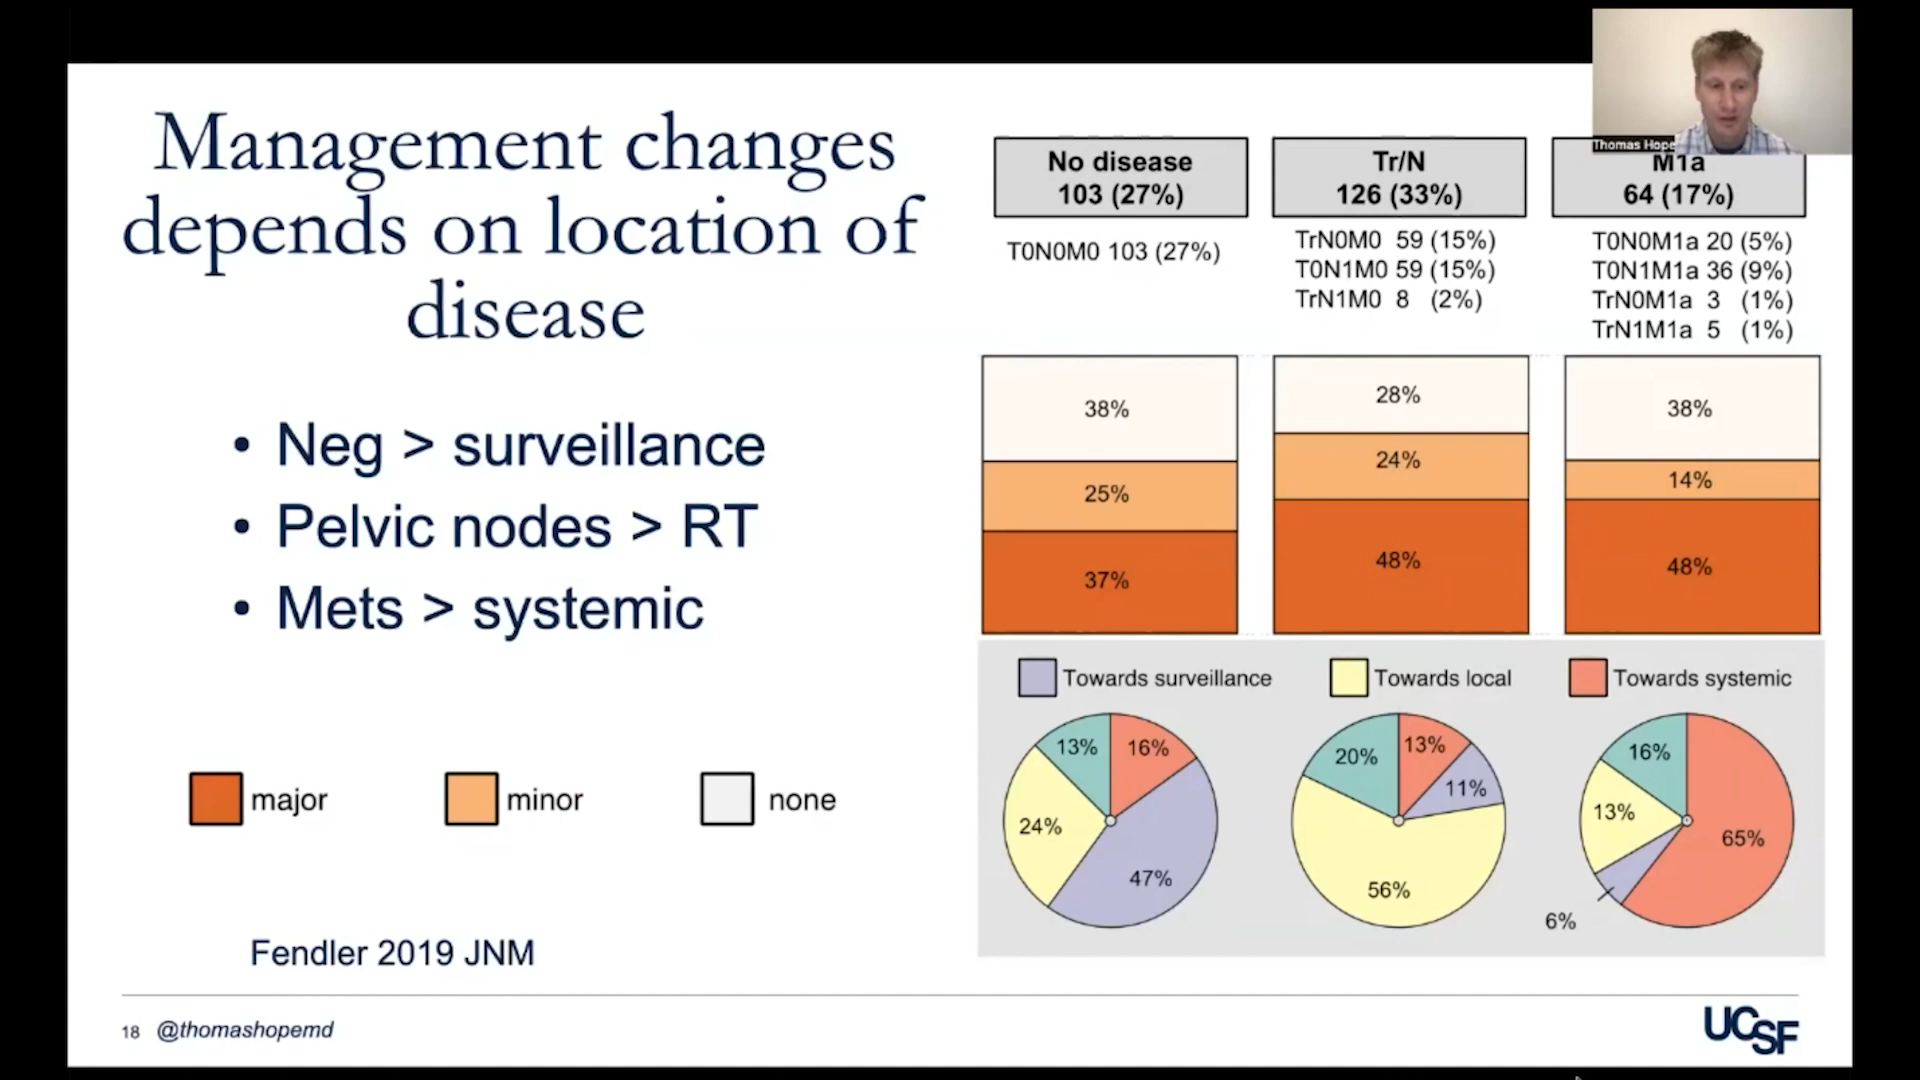 Management changes
depends on location of
disease
• Neg > surveillance
• Pelvic nodes > RT
• Mets > systemic
major
minor
none
Fendler 2019 JNM
18 @thomashopemd
UCSF
Thomas Hope
No disease
103 (27%)
T0N0M0 103 (27%)
Tr/N
126 (33%)
TrN0M0 59 (15%)
T0N1M0 59 (15%)
TrN1M0 8 (2%)
M1a
64 (17%)
T0N0M1a 20 (5%)
T0N1M1a 36 (9%)
TrN0M1a 3 (1%)
TrN1M1a 5 (1%)
38%
25%
37%
28%
24%
48%
38%
14%
48%
Towards surveillance
Towards local
Towards systemic
13%
16%
24%
47%
20%
13%
11%
56%
16%
13%
65%
6%